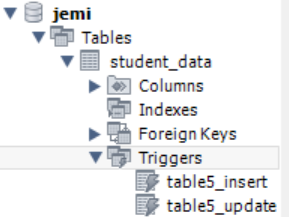 jemi
Tables
student_data
Columns
Indexes
Foreign Keys
Triggers
table5_insert
table5_update